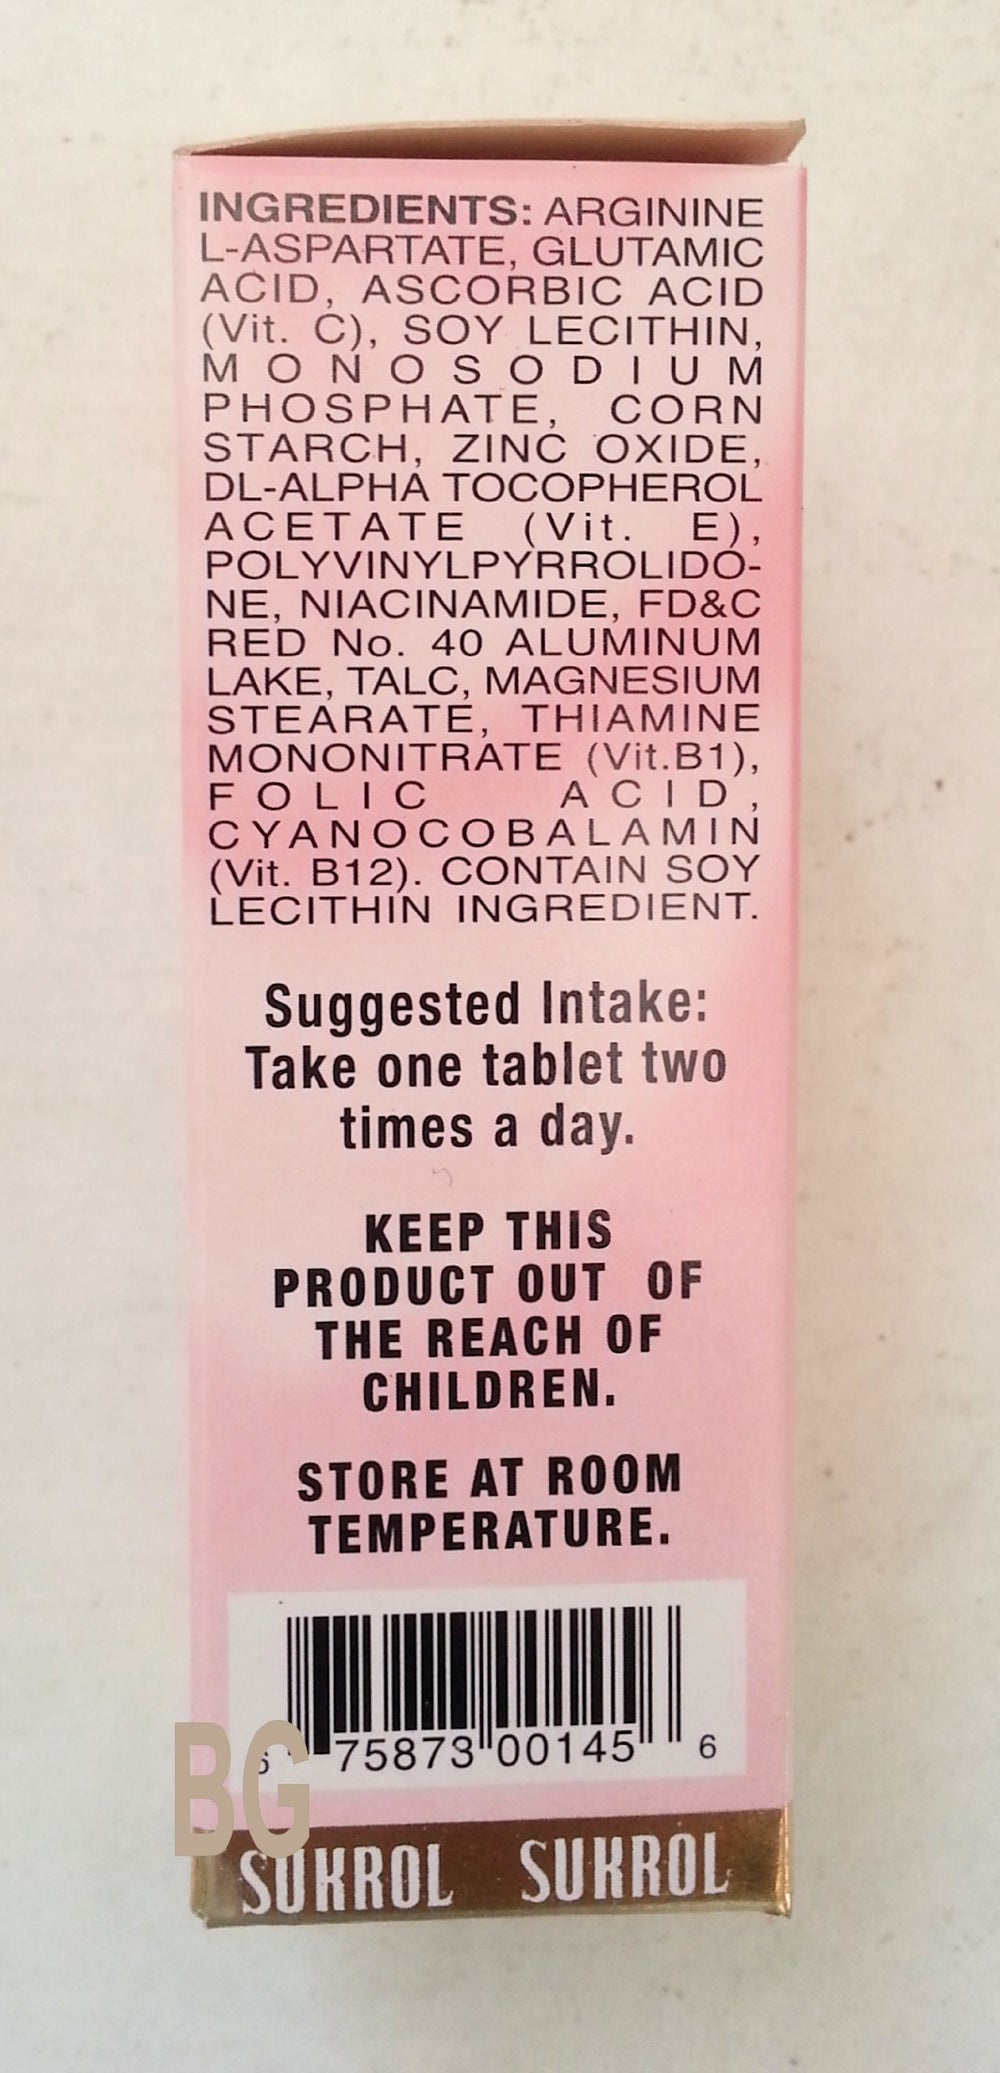 INGREDIENTS: ARGININE
L-ASPARTATE, GLUTAMIC
ACID, ASCORBIC ACID
(Vit. C), SOY LECITHIN,
MONOSODIUM
PHOSPHATE, CORN
STARCH, ZINC OXIDE,
DL-ALPHA TOCOPHEROL
ACETATE (Vit. E),
POLYVINYLPYRROLIDO-
NE, NIACINAMIDE, FD&C
RED No. 40 ALUMINUM
LAKE, TALC, MAGNESIUM
STEARATE, THIAMINE
MONONITRATE (Vit.B1),
FOLIC ACID,
CYANOCOBALAMIN
(Vit. B12). CONTAIN SOY
LECITHIN INGREDIENT.
Suggested Intake:
Take one tablet two
times a day.
KEEP THIS
PRODUCT OUT OF
THE REACH OF
CHILDREN.
STORE AT ROOM
TEMPERATURE.
6 75873 00145 6
BG
SUKROL SUKROL